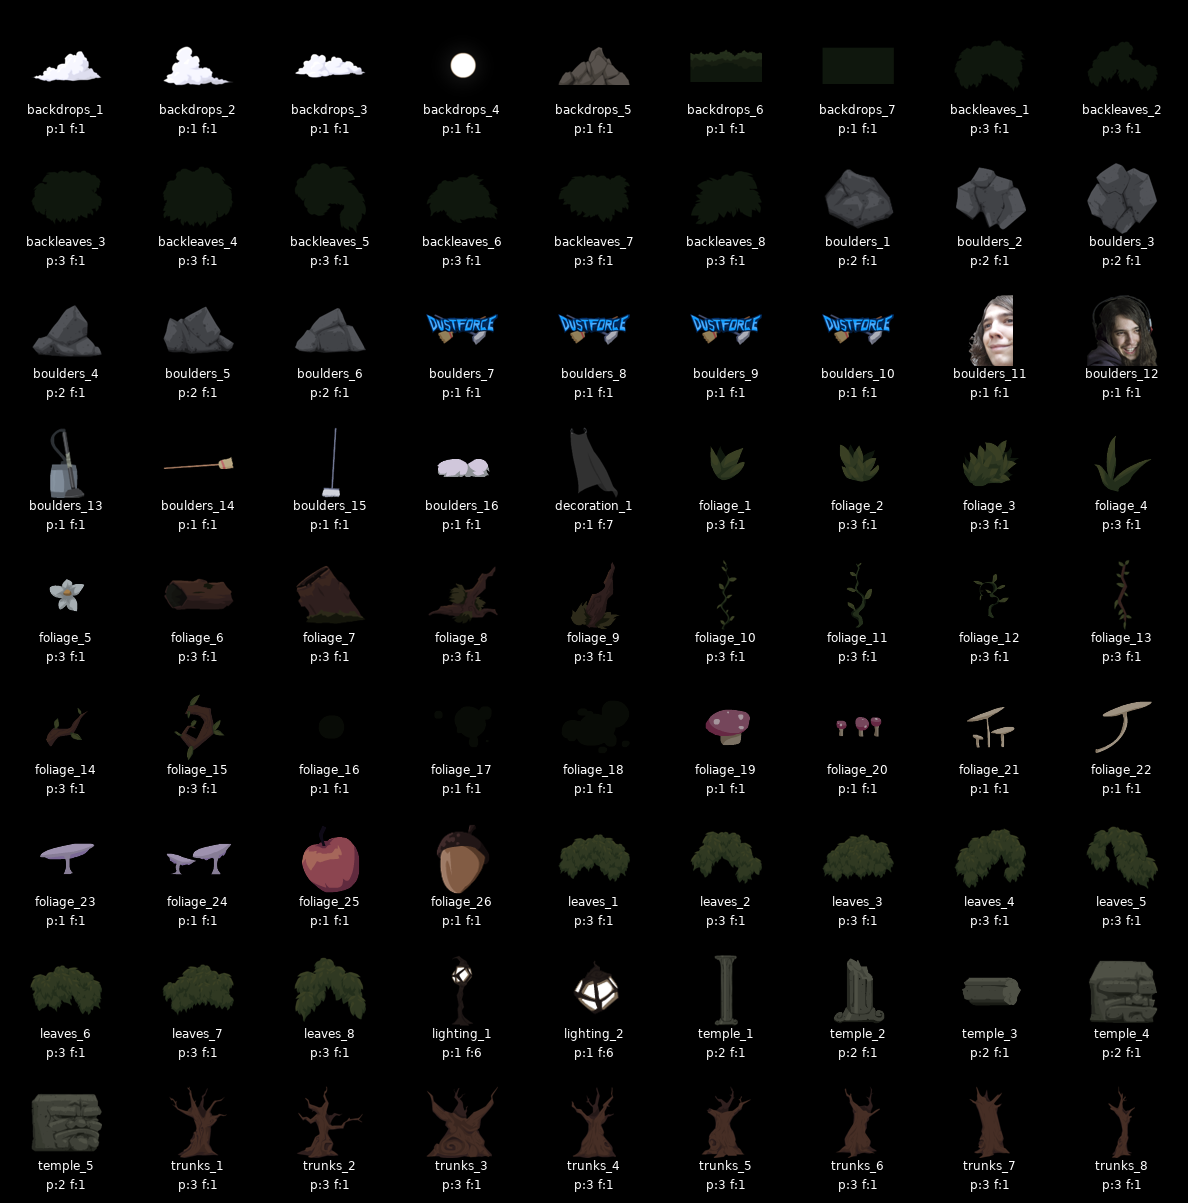 backdrops_1 backdrops_2 backdrops_3 backdrops_4 backdrops_5 backdrops_6 backdrops_7 backleaves_1 backleaves_2
p:1 f:1 p:1 f:1 p:1 f:1 p:1 f:1 p:1 f:1 p:1 f:1 p:1 f:1 p:3 f:1 p:3 f:1
backleaves_3 backleaves_4 backleaves_5 backleaves_6 backleaves_7 backleaves_8 boulders_1 boulders_2 boulders_3
p:3 f:1 p:3 f:1 p:3 f:1 p:3 f:1 p:3 f:1 p:3 f:1 p:2 f:1 p:2 f:1 p:2 f:1
DUSTFORCE DUSTFORCE DUSTFORCE DUSTFORCE
boulders_4 boulders_5 boulders_6 boulders_7 boulders_8 boulders_9 boulders_10 boulders_11 boulders_12
p:2 f:1 p:2 f:1 p:2 f:1 p:1 f:1 p:1 f:1 p:1 f:1 p:1 f:1 p:1 f:1 p:1 f:1
boulders_13 boulders_14 boulders_15 boulders_16 decoration_1 foliage_1 foliage_2 foliage_3 foliage_4
p:1 f:1 p:1 f:1 p:1 f:1 p:1 f:1 p:1 f:7 p:3 f:1 p:3 f:1 p:3 f:1 p:3 f:1
foliage_5 foliage_6 foliage_7 foliage_8 foliage_9 foliage_10 foliage_11 foliage_12 foliage_13
p:3 f:1 p:3 f:1 p:3 f:1 p:3 f:1 p:3 f:1 p:3 f:1 p:3 f:1 p:3 f:1 p:3 f:1
foliage_14 foliage_15 foliage_16 foliage_17 foliage_18 foliage_19 foliage_20 foliage_21 foliage_22
p:3 f:1 p:3 f:1 p:1 f:1 p:1 f:1 p:1 f:1 p:1 f:1 p:1 f:1 p:1 f:1 p:1 f:1
foliage_23 foliage_24 foliage_25 foliage_26 leaves_1 leaves_2 leaves_3 leaves_4 leaves_5
p:1 f:1 p:1 f:1 p:1 f:1 p:1 f:1 p:3 f:1 p:3 f:1 p:3 f:1 p:3 f:1 p:3 f:1
leaves_6 leaves_7 leaves_8 lighting_1 lighting_2 temple_1 temple_2 temple_3 temple_4
p:3 f:1 p:3 f:1 p:3 f:1 p:1 f:6 p:1 f:6 p:2 f:1 p:2 f:1 p:2 f:1 p:2 f:1
temple_5 trunks_1 trunks_2 trunks_3 trunks_4 trunks_5 trunks_6 trunks_7 trunks_8
p:2 f:1 p:3 f:1 p:3 f:1 p:3 f:1 p:3 f:1 p:3 f:1 p:3 f:1 p:3 f:1 p:3 f:1